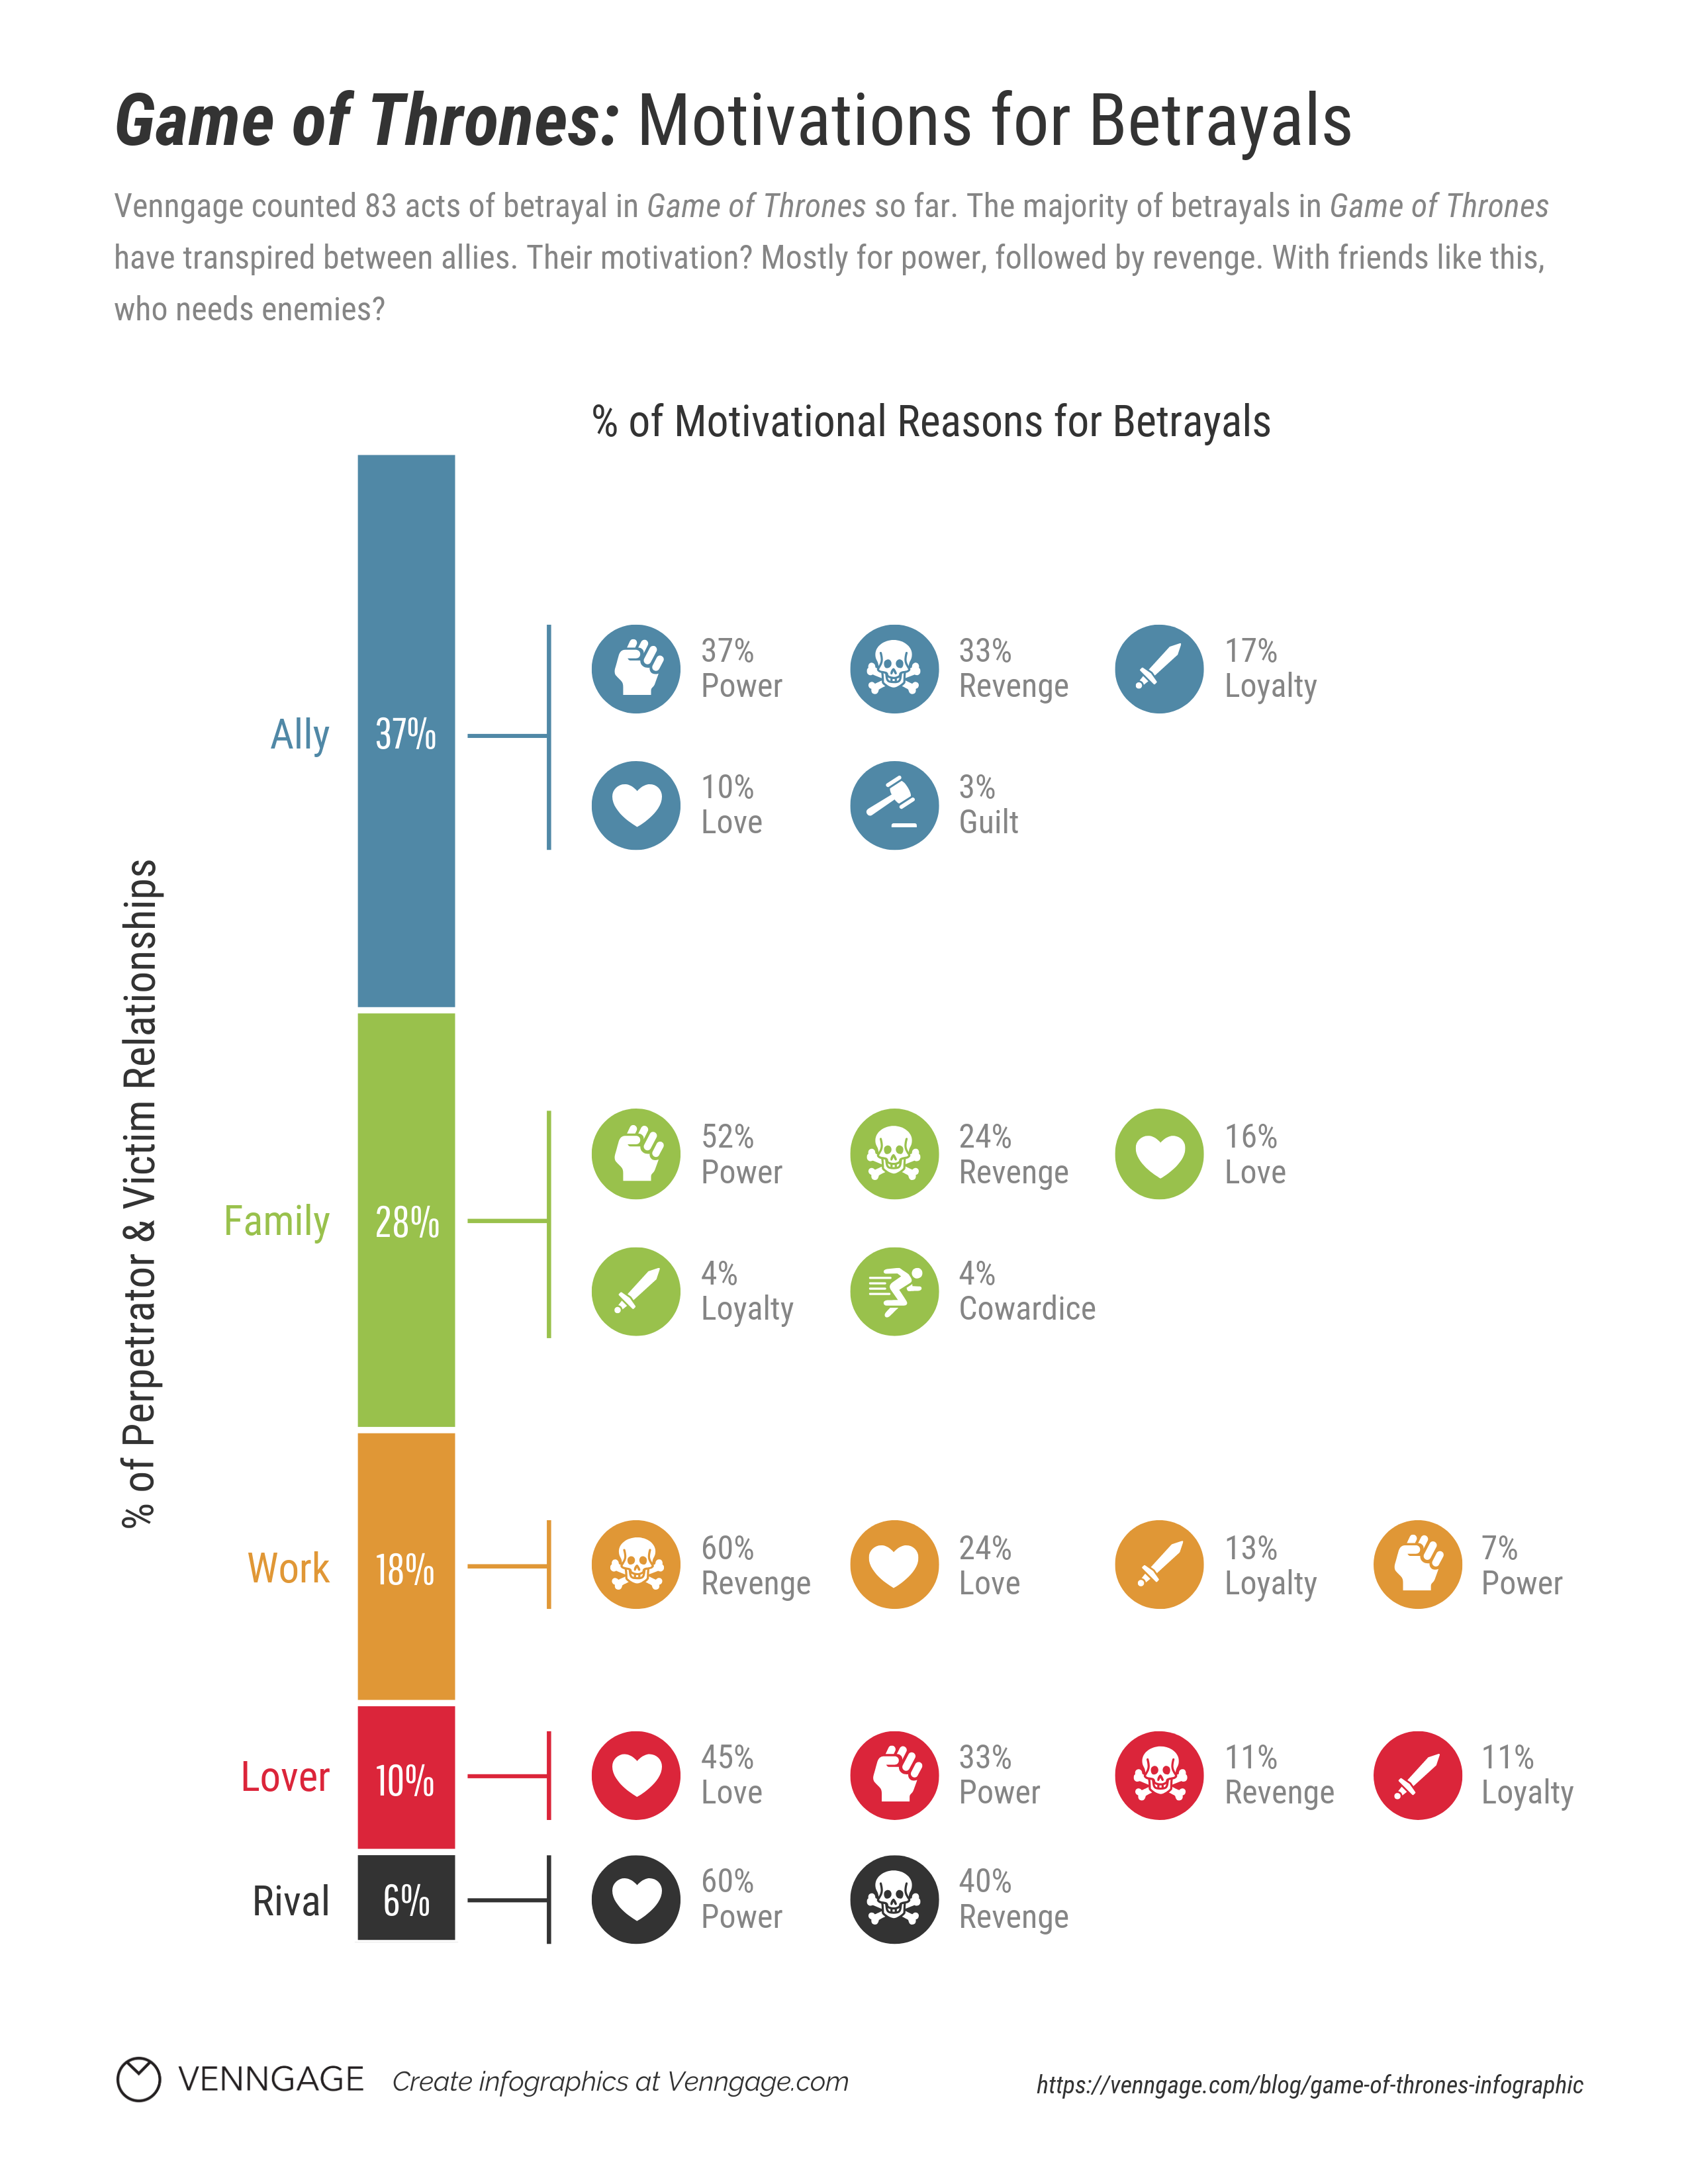 Game of Thrones: Motivations for Betrayals
Venngage counted 83 acts of betrayal in Game of Thrones so far. The majority of betrayals in Game of Thrones
have transpired between allies. Their motivation? Mostly for power, followed by revenge. With friends like this,
who needs enemies?
% of Motivational Reasons for Betrayals
% of Perpetrator & Victim Relationships
Ally
37%
37%
Power
33%
Revenge
17%
Loyalty
10%
Love
3%
Guilt
Family
28%
52%
Power
24%
Revenge
16%
Love
4%
Loyalty
4%
Cowardice
Work
18%
60%
Revenge
24%
Love
13%
Loyalty
7%
Power
Lover
10%
45%
Love
33%
Power
11%
Revenge
11%
Loyalty
Rival
6%
60%
Power
40%
Revenge
VENNGAGE
Create infographics at Venngage.com
https://venngage.com/blog/game-of-thrones-infographic